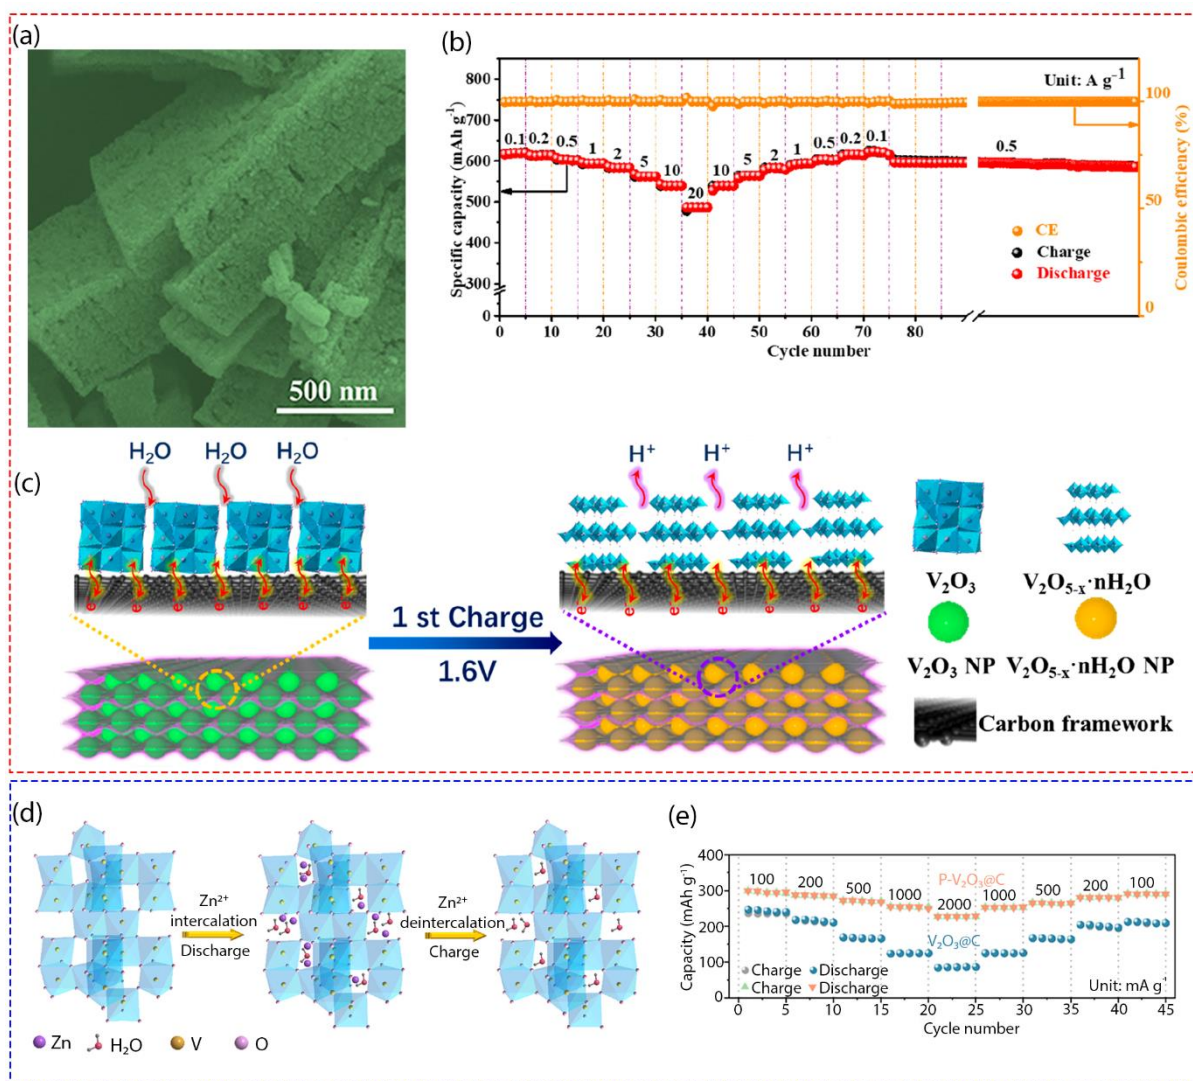 (a)
500 nm
(b)
Unit: A g⁻¹
Specific capacity (mAh g⁻¹)
800
700
600
500
400
300
0
0.1 0.2 0.5 1 2 5 10 20 10 5 2 1 0.5 0.2 0.1 0.5
CE
Charge
Discharge
100
50
0
Coulombic efficiency (%)
0 10 20 30 40 50 60 70 80
Cycle number
(c)
H₂O H₂O H₂O
e⁻ e⁻ e⁻ e⁻ e⁻ e⁻ e⁻
1 st Charge
1.6V
H⁺ H⁺ H⁺
e⁻ e⁻ e⁻ e⁻ e⁻ e⁻ e⁻
V₂O₃ V₂O₅₋ₓ·nH₂O
V₂O₃ NP V₂O₅₋ₓ·nH₂O NP
Carbon framework
(d)
Zn²⁺
intercalation
Discharge
Zn²⁺
deintercalation
Charge
Zn H₂O V O
(e)
Capacity (mAh g⁻¹)
400
300
200
100
0
100 200 500 1000 2000 1000 500 200 100
P-V₂O₃@C
V₂O₃@C
Charge Discharge
Charge Discharge
Unit: mA g⁻¹
0 5 10 15 20 25 30 35 40 45
Cycle number